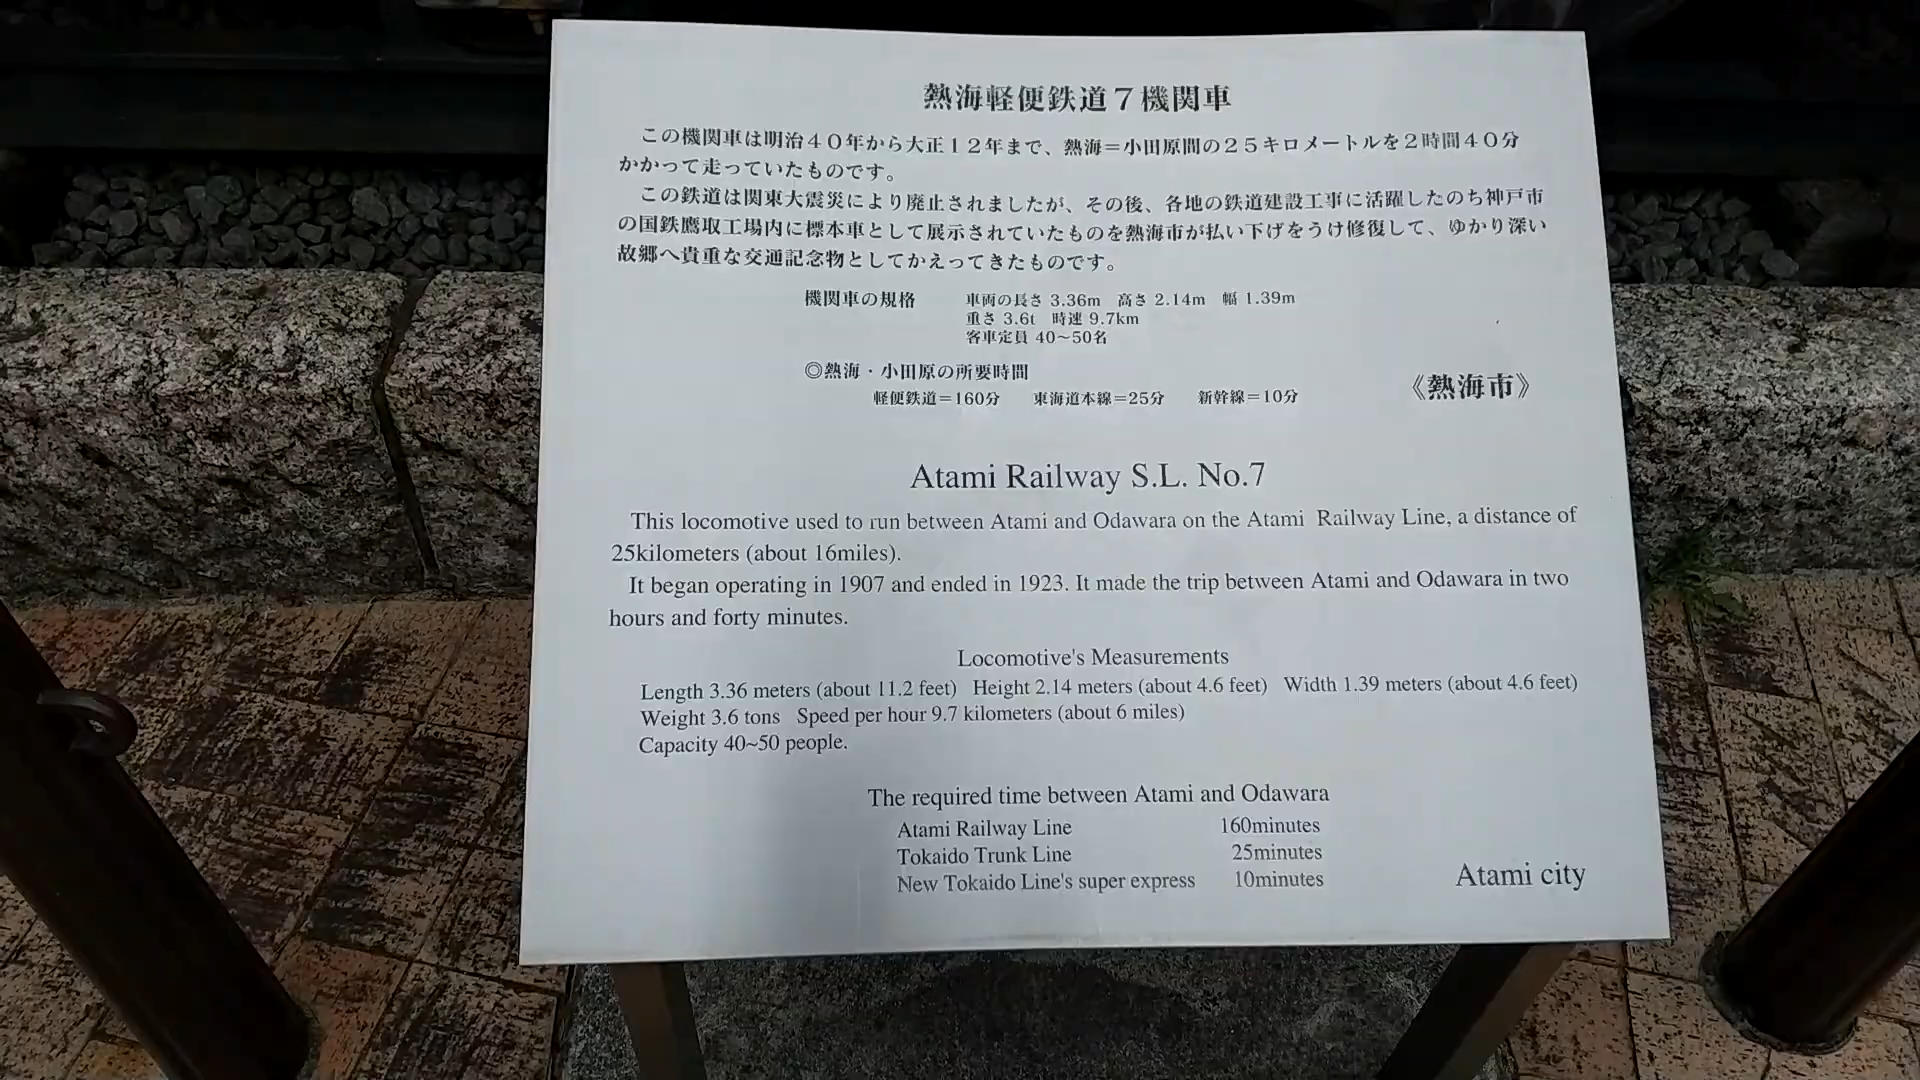 熱海軽便鉄道７機関車
この機関車は明治４０年から大正１２年まで、熱海＝小田原間の２５キロメートルを２時間４０分
かかって走っていたものです。
この鉄道は関東大震災により廃止されましたが、その後、各地の鉄道建設工事に活躍したのち神戸市
の国鉄鷹取工場内に標本車として展示されていたものを熱海市が払い下げをうけ修復して、ゆかり深い
故郷へ貴重な交通記念物としてかえってきたものです。
機関車の規格 車両の長さ 3.36m 高さ 2.14m 幅 1.39m
重さ 3.6t 時速 9.7km
客車定員 40～50名
◎熱海・小田原の所要時間
軽便鉄道＝160分 東海道本線＝25分 新幹線＝10分
《熱海市》
Atami Railway S.L. No.7
This locomotive used to run between Atami and Odawara on the Atami Railway Line, a distance of
25kilometers (about 16miles).
It began operating in 1907 and ended in 1923. It made the trip between Atami and Odawara in two
hours and forty minutes.
Locomotive's Measurements
Length 3.36 meters (about 11.2 feet) Height 2.14 meters (about 4.6 feet) Width 1.39 meters (about 4.6 feet)
Weight 3.6 tons Speed per hour 9.7 kilometers (about 6 miles)
Capacity 40~50 people.
The required time between Atami and Odawara
Atami Railway Line 160minutes
Tokaido Trunk Line 25minutes
New Tokaido Line's super express 10minutes
Atami city